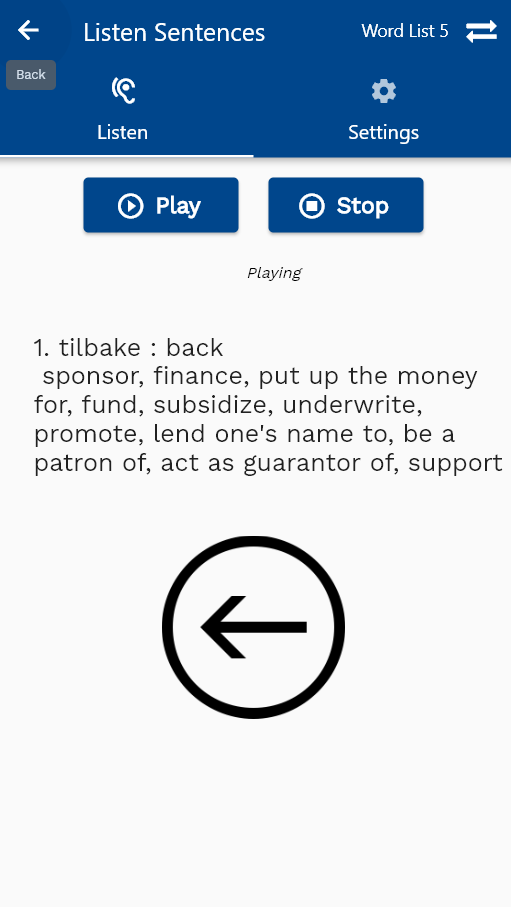 Listen Sentences
Word List 5
Back
Listen
Settings
Play
Stop
Playing
1. tilbake : back
sponsor, finance, put up the money
for, fund, subsidize, underwrite,
promote, lend one's name to, be a
patron of, act as guarantor of, support